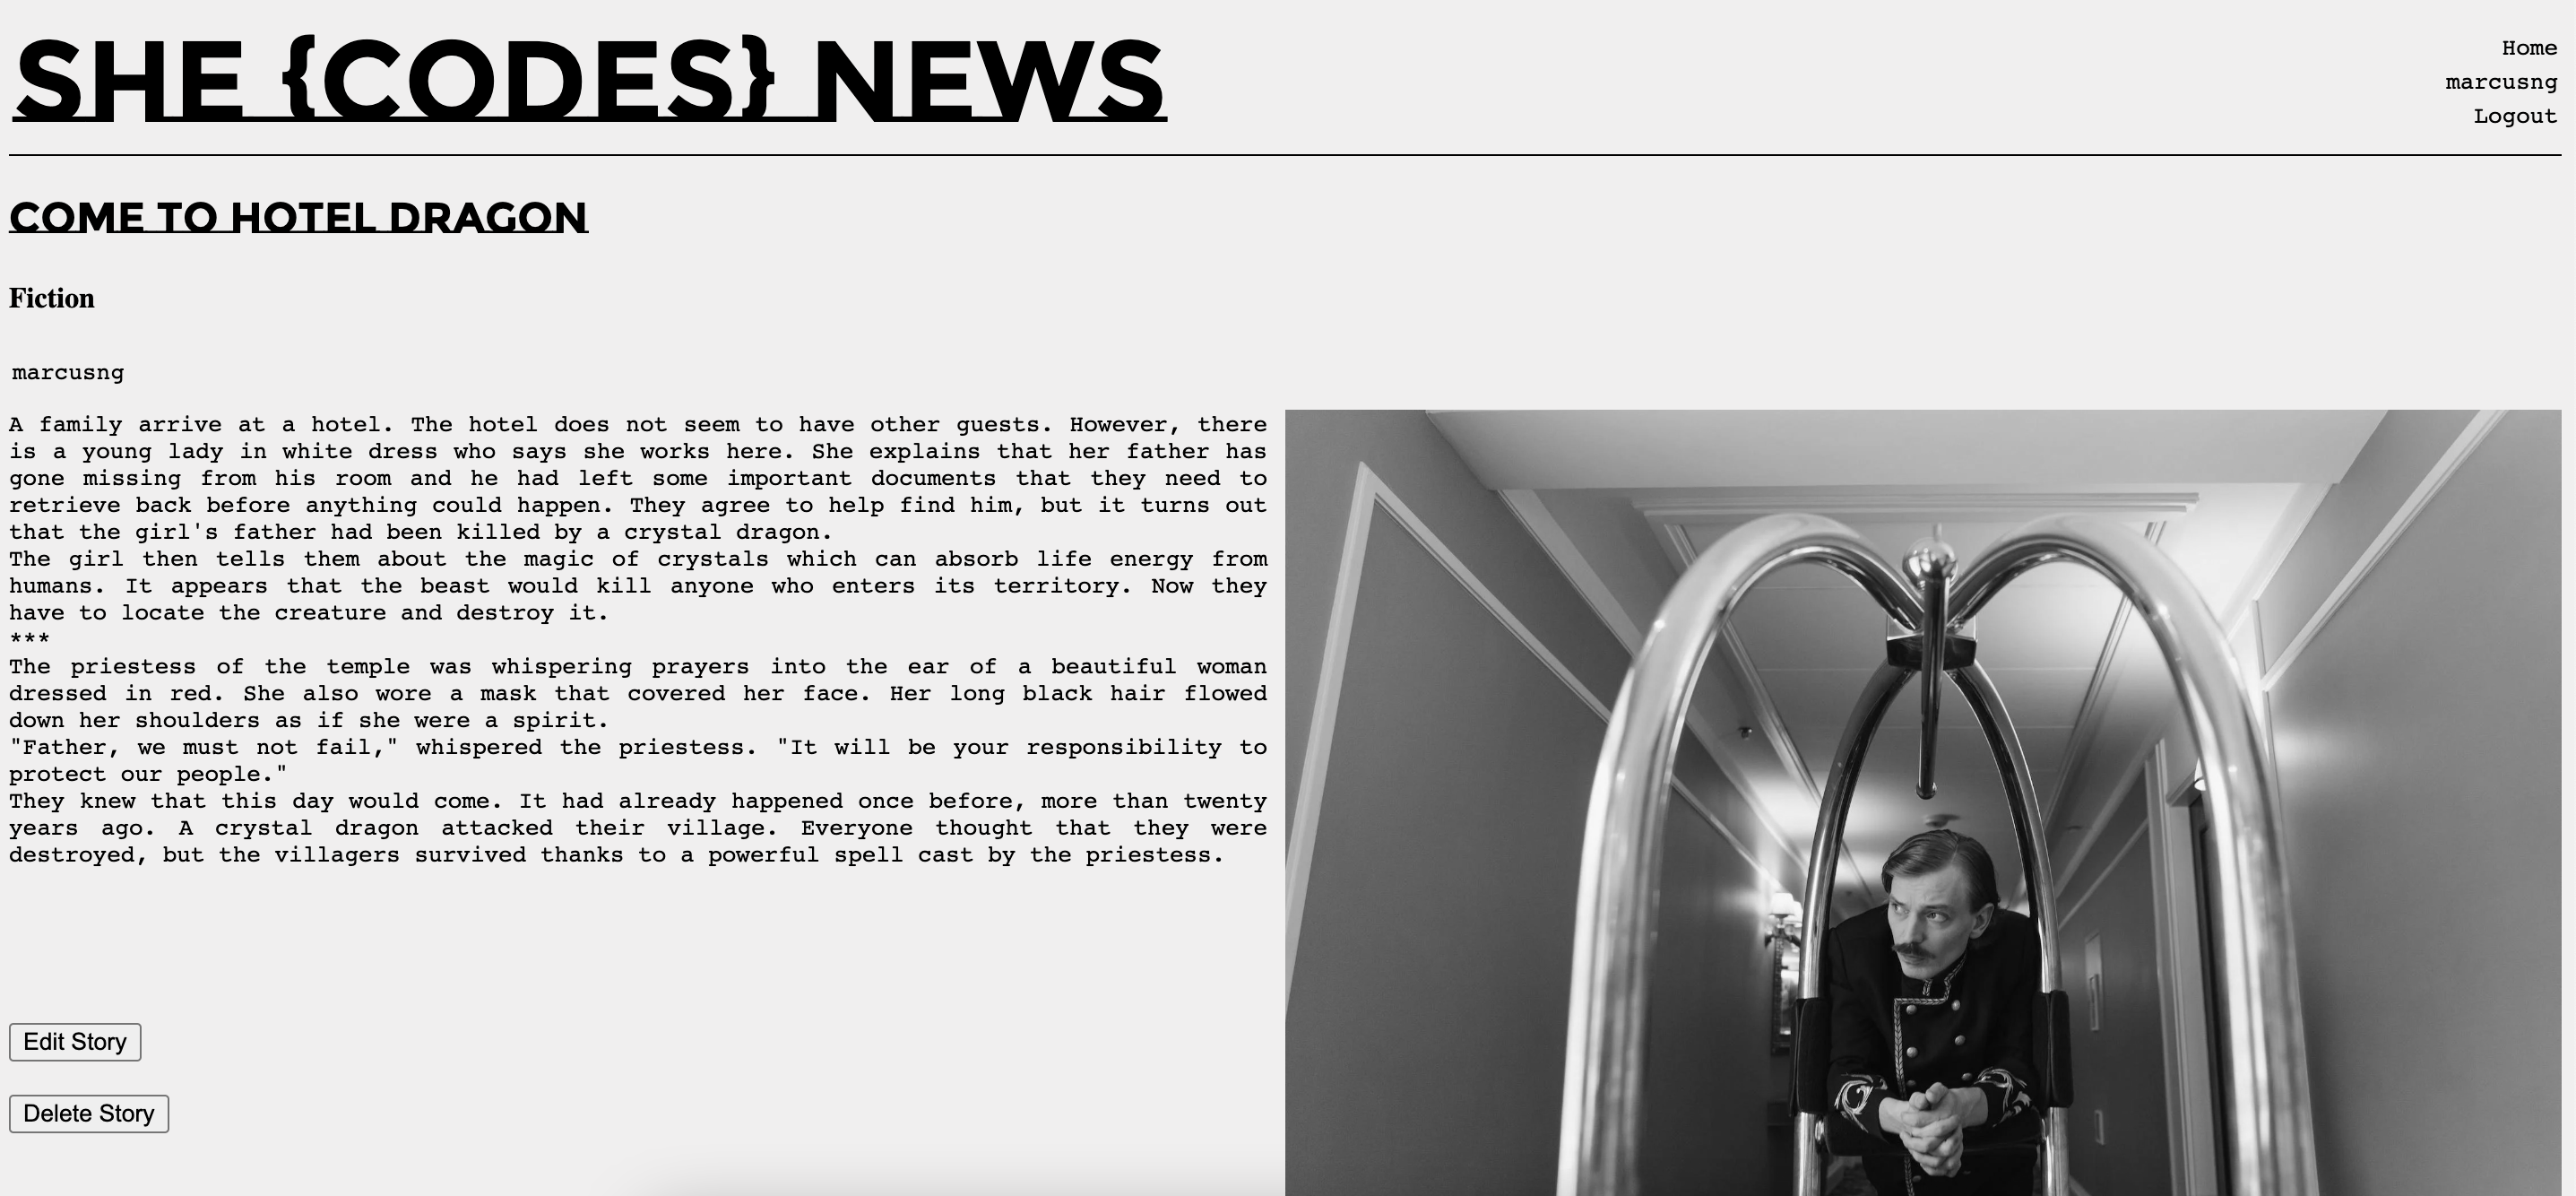 SHE {CODES} NEWS
Home
marcusng
Logout
COME TO HOTEL DRAGON
Fiction
marcusng
A family arrive at a hotel. The hotel does not seem to have other guests. However, there
is a young lady in white dress who says she works here. She explains that her father has
gone missing from his room and he had left some important documents that they need to
retrieve back before anything could happen. They agree to help find him, but it turns out
that the girl's father had been killed by a crystal dragon.
The girl then tells them about the magic of crystals which can absorb life energy from
humans. It appears that the beast would kill anyone who enters its territory. Now they
have to locate the creature and destroy it.
***
The priestess of the temple was whispering prayers into the ear of a beautiful woman
dressed in red. She also wore a mask that covered her face. Her long black hair flowed
down her shoulders as if she were a spirit.
"Father, we must not fail," whispered the priestess. "It will be your responsibility to
protect our people."
They knew that this day would come. It had already happened once before, more than twenty
years ago. A crystal dragon attacked their village. Everyone thought that they were
destroyed, but the villagers survived thanks to a powerful spell cast by the priestess.
Edit Story
Delete Story